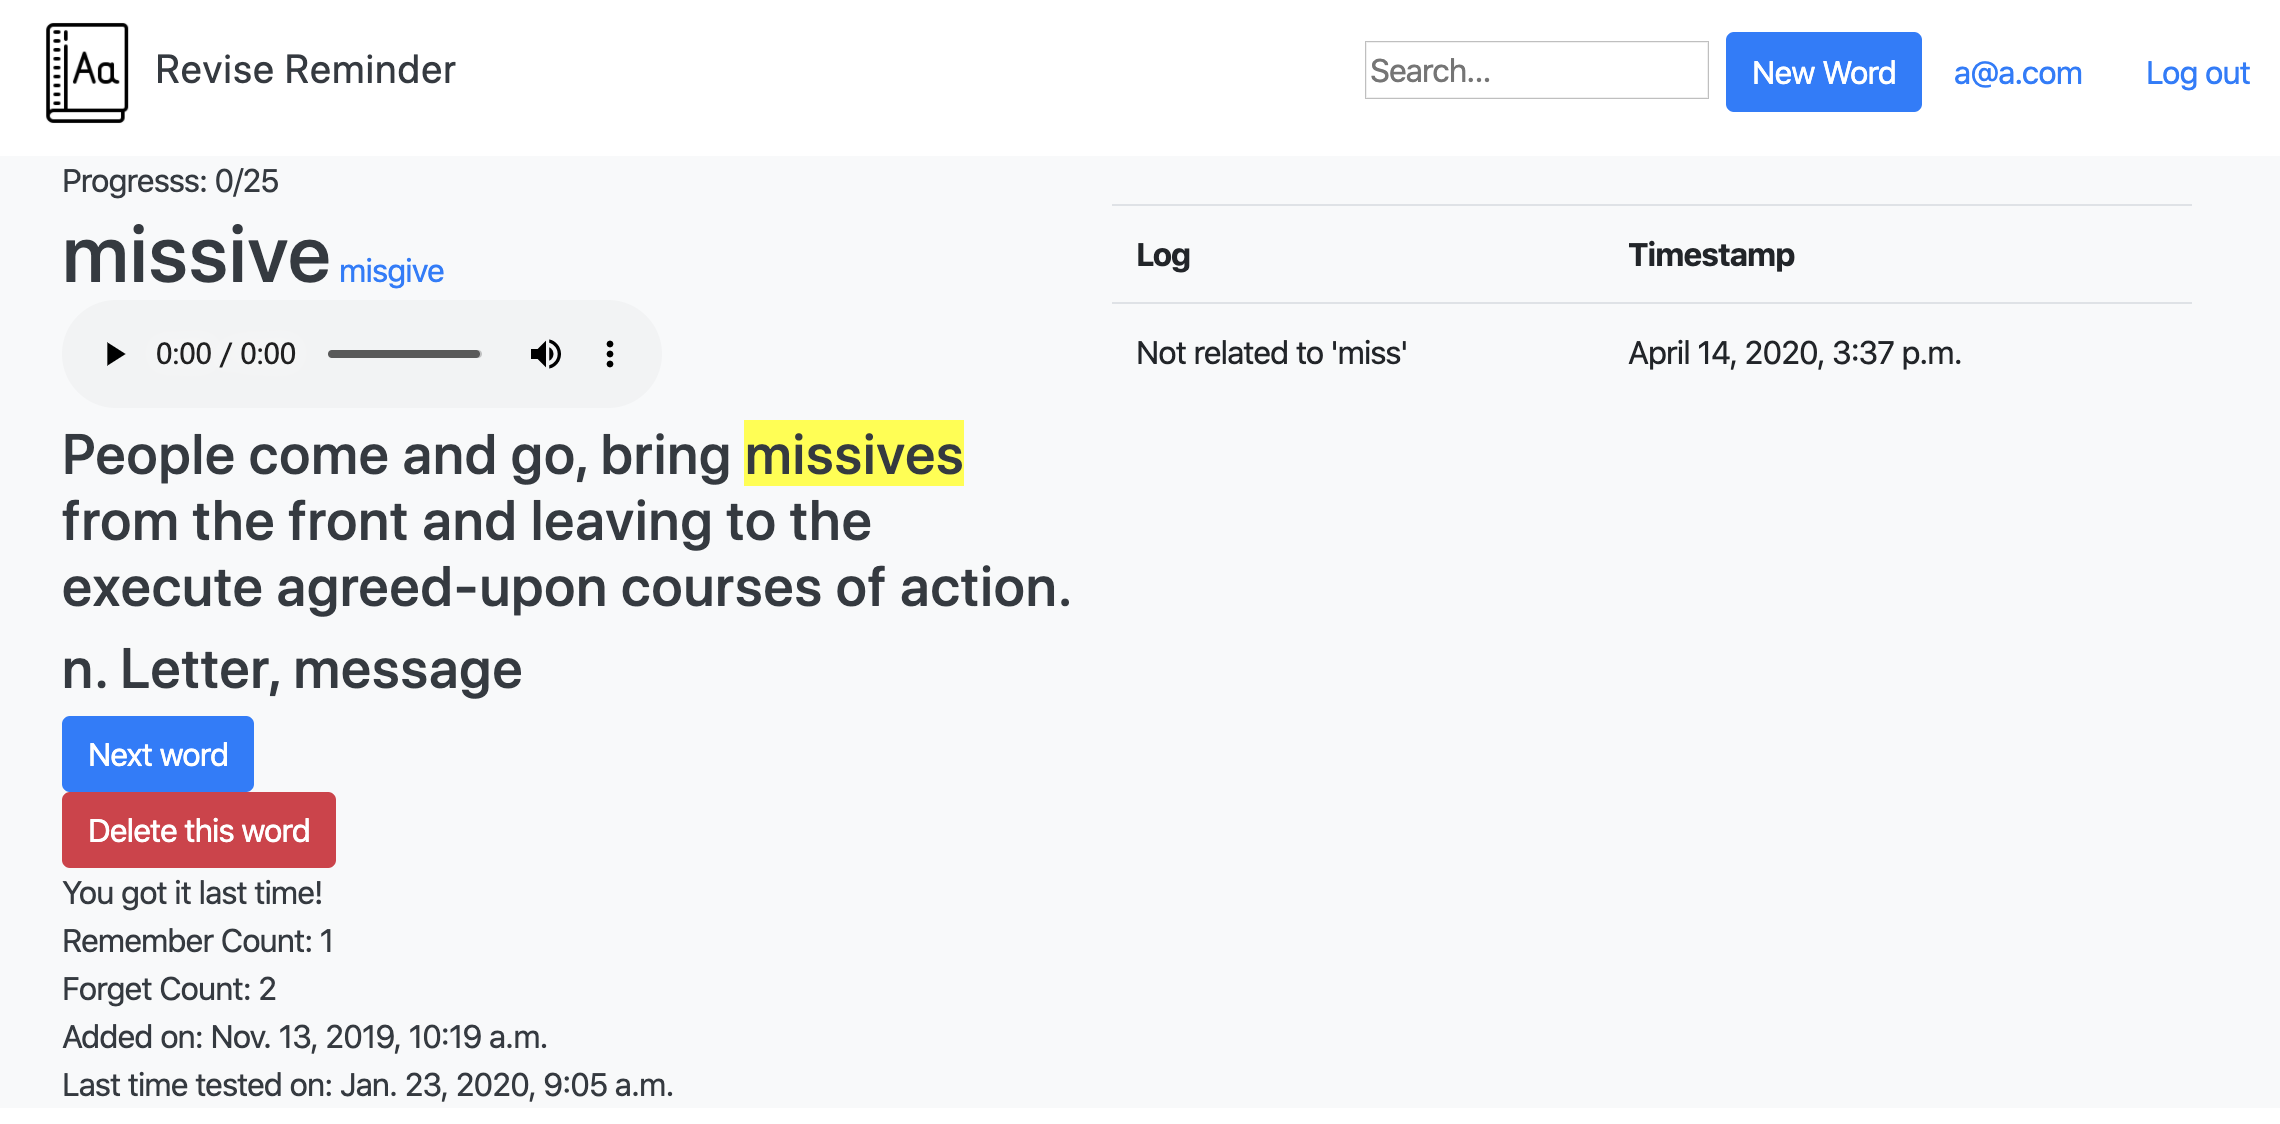 Aa
Revise Reminder
Search...
New Word
a@a.com
Log out
Progresss: 0/25
missive misgive
0:00 / 0:00
People come and go, bring missives
from the front and leaving to the
execute agreed-upon courses of action.
n. Letter, message
Next word
Delete this word
You got it last time!
Remember Count: 1
Forget Count: 2
Added on: Nov. 13, 2019, 10:19 a.m.
Last time tested on: Jan. 23, 2020, 9:05 a.m.
Log Timestamp
Not related to 'miss' April 14, 2020, 3:37 p.m.